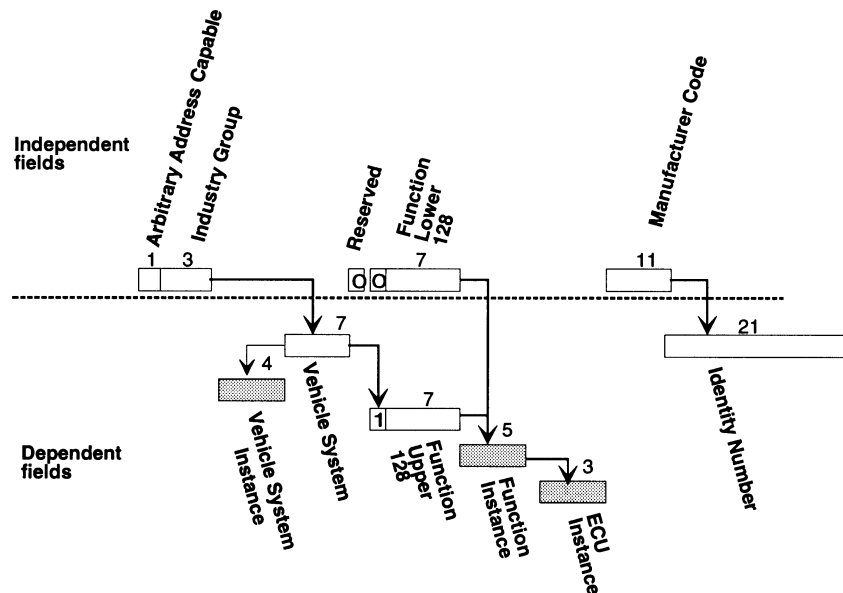 Arbitrary Address Capable
Industry Group
Reserved
Function
Lower
128
Manufacturer Code
Independent
fields
1
3
O
O
7
11
7
21
4
Vehicle System
Instance
Vehicle System
1
7
Function
Upper
128
5
Function
Instance
3
ECU
Instance
Identity Number
Dependent
fields